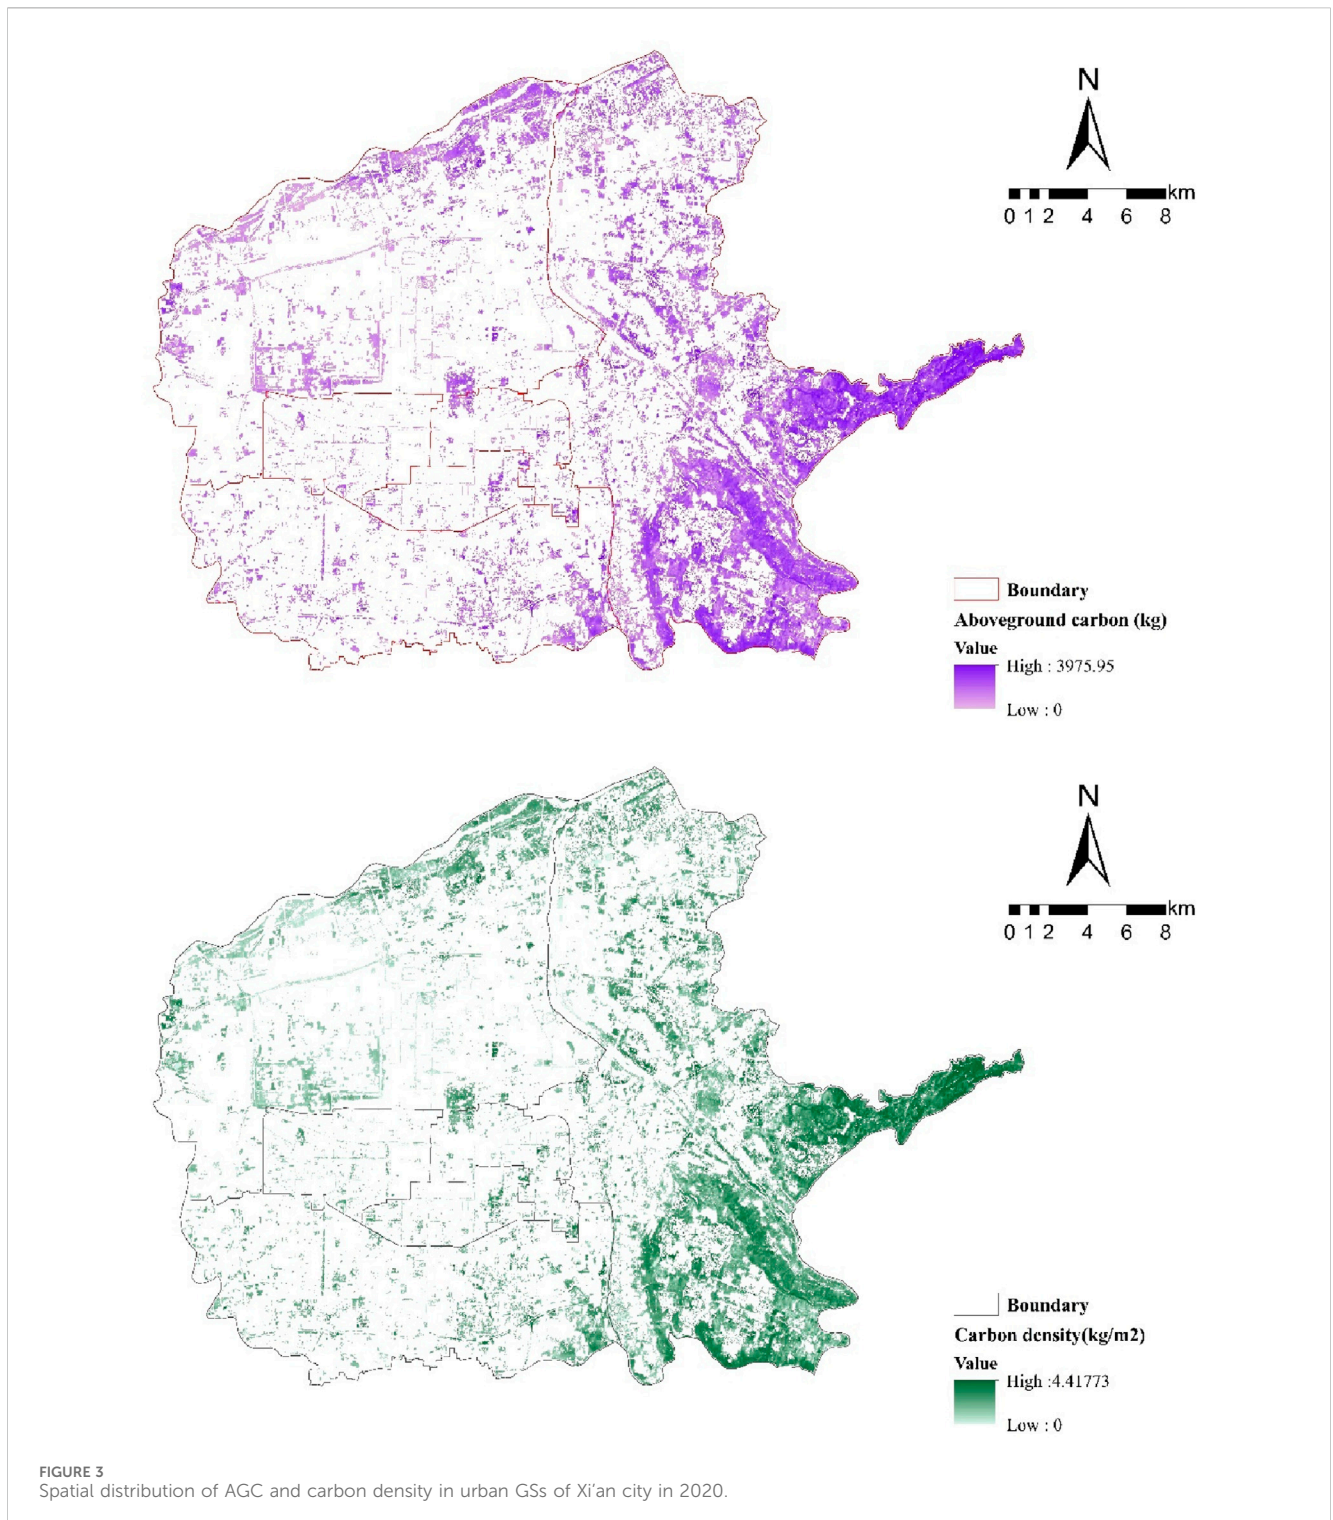 N
km
0 1 2 4 6 8
Boundary
Aboveground carbon (kg)
Value
High : 3975.95
Low : 0
N
km
0 1 2 4 6 8
Boundary
Carbon density(kg/m2)
Value
High :4.41773
Low : 0
FIGURE 3
Spatial distribution of AGC and carbon density in urban GSs of Xi’an city in 2020.